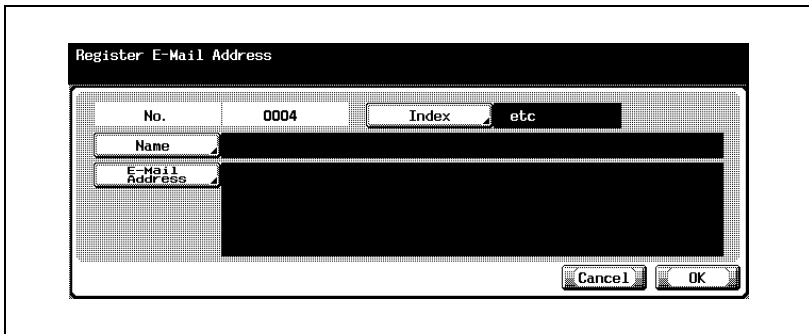 Register E-Mail Address
No. 0004 Index etc
Name
E-Mail
Address
Cancel OK